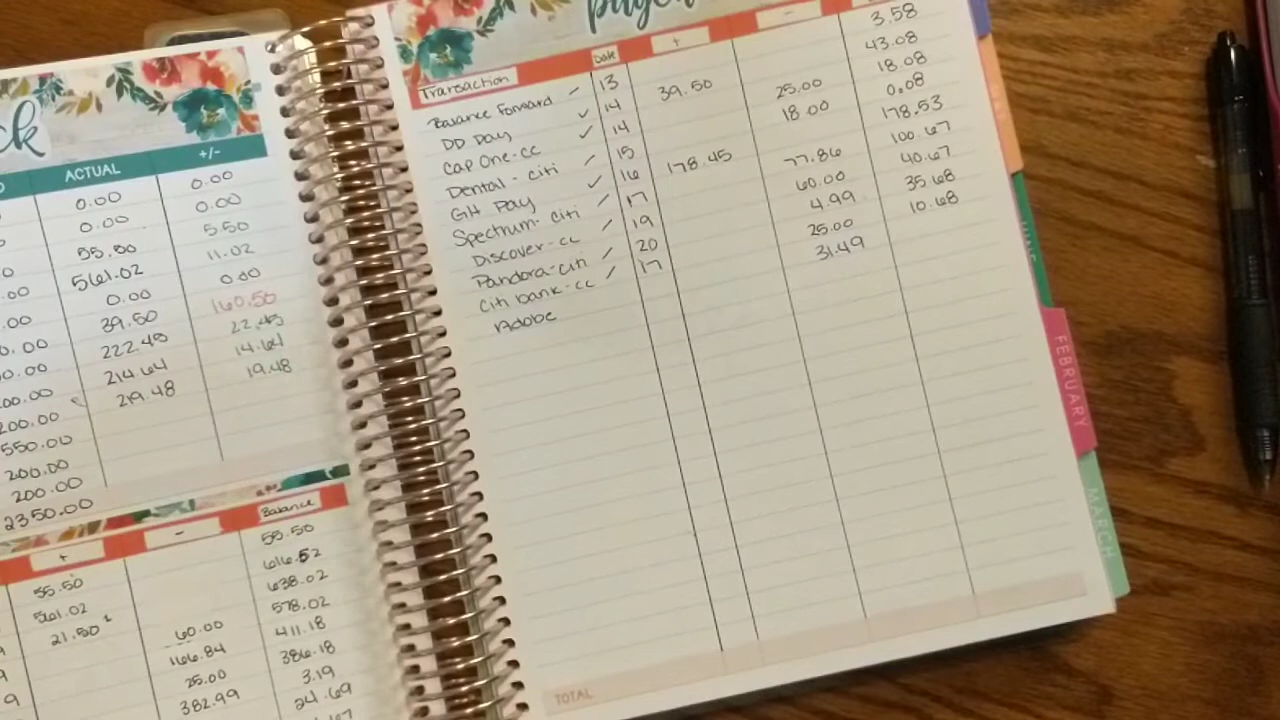 ck
ACTUAL +/-
0.00 0.00
0.00 0.00
55.50 5.50
561.02 11.02
0.00 0.00
39.50 160.50
222.45 22.45
214.64 14.64
219.48 19.48
200.00
550.00
200.00
200.00
2350.00
+ - Balance
55.50 55.50
561.02 616.52
21.50 638.02
60.00 578.02
166.84 411.18
25.00 386.18
382.99 3.19
24.69
Transaction Date + -
Balance Forward 13 3.58
DD Day 14 39.50 43.08
Cap One-cc 14 25.00 18.08
Dental - Citi 15 18.00 0.08
GH Pay 16 178.45 178.53
Spectrum- Citi 17 77.86 100.67
Discover-cc 19 60.00 40.67
Pandora-Citi 20 4.99 35.68
Citi bank-cc 17 25.00 10.68
Adobe 31.49
TOTAL
JUNE
FEBRUARY
MARCH